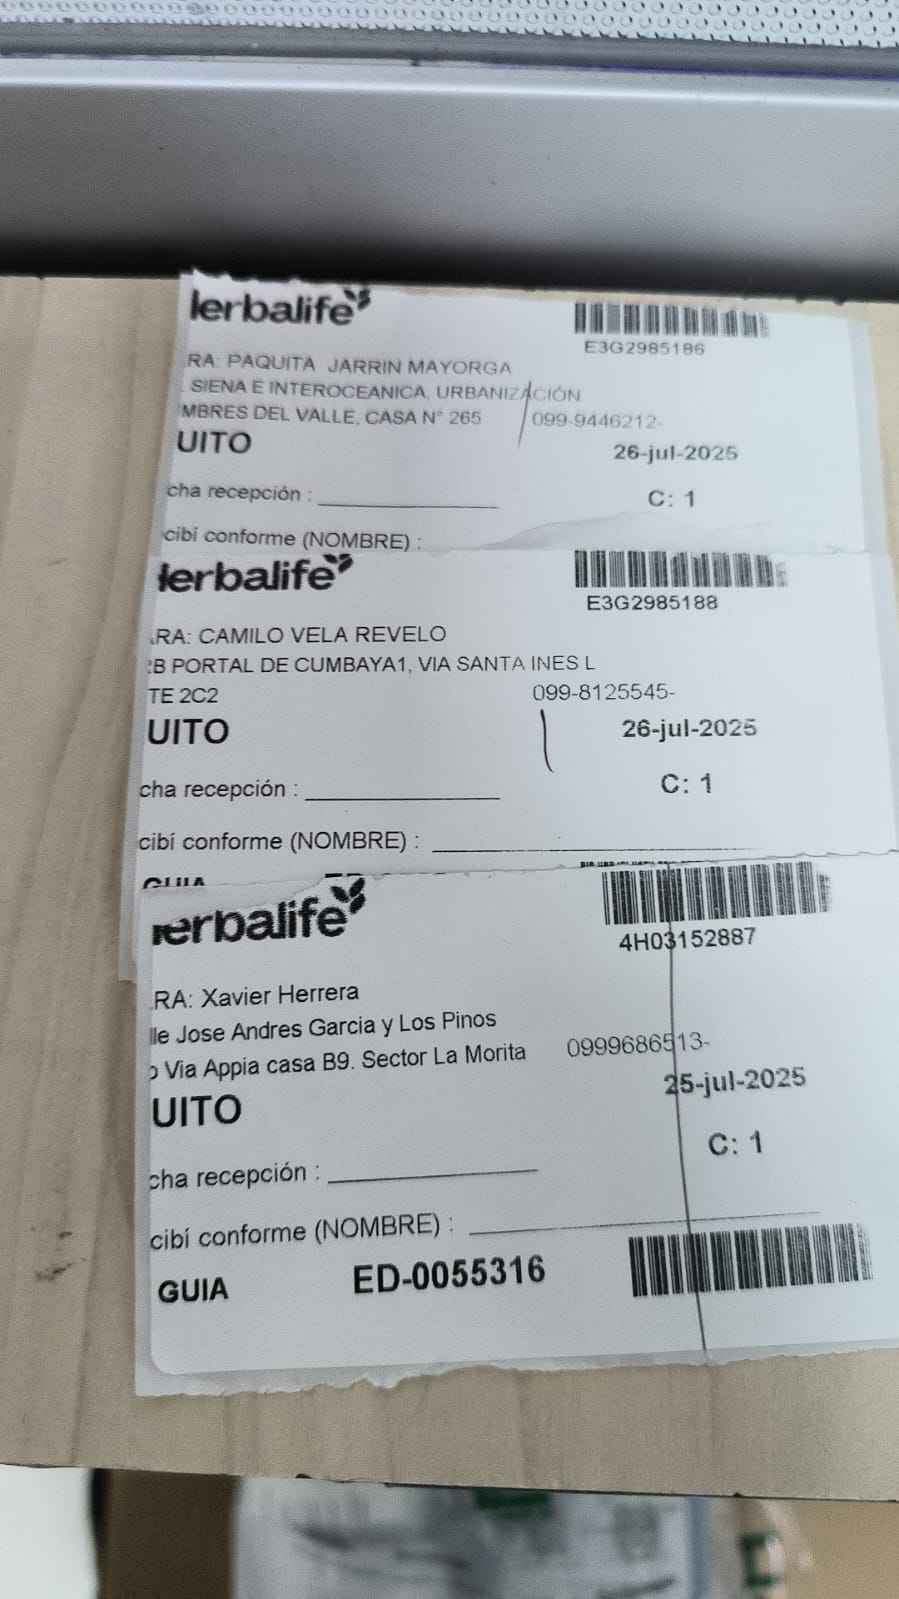 Herbalife
E3G2985186
RA: PAQUITA JARRIN MAYORGA
SIENA E INTEROCEANICA, URBANIZACIÓN
MBRES DEL VALLE, CASA N° 265 099-9446212-
UITO
26-jul-2025
cha recepción :
C: 1
cibí conforme (NOMBRE) :
Herbalife
E3G2985188
RA: CAMILO VELA REVELO
B PORTAL DE CUMBAYA1, VIA SANTA INES L
TE 2C2 099-8125545-
UITO
26-jul-2025
cha recepción :
C: 1
cibí conforme (NOMBRE) :
GUIA
erbalife
4H03152887
RA: Xavier Herrera
lle Jose Andres Garcia y Los Pinos
o Via Appia casa B9. Sector La Morita 0999686513-
UITO
25-jul-2025
cha recepción :
C: 1
cibí conforme (NOMBRE) :
GUIA ED-0055316